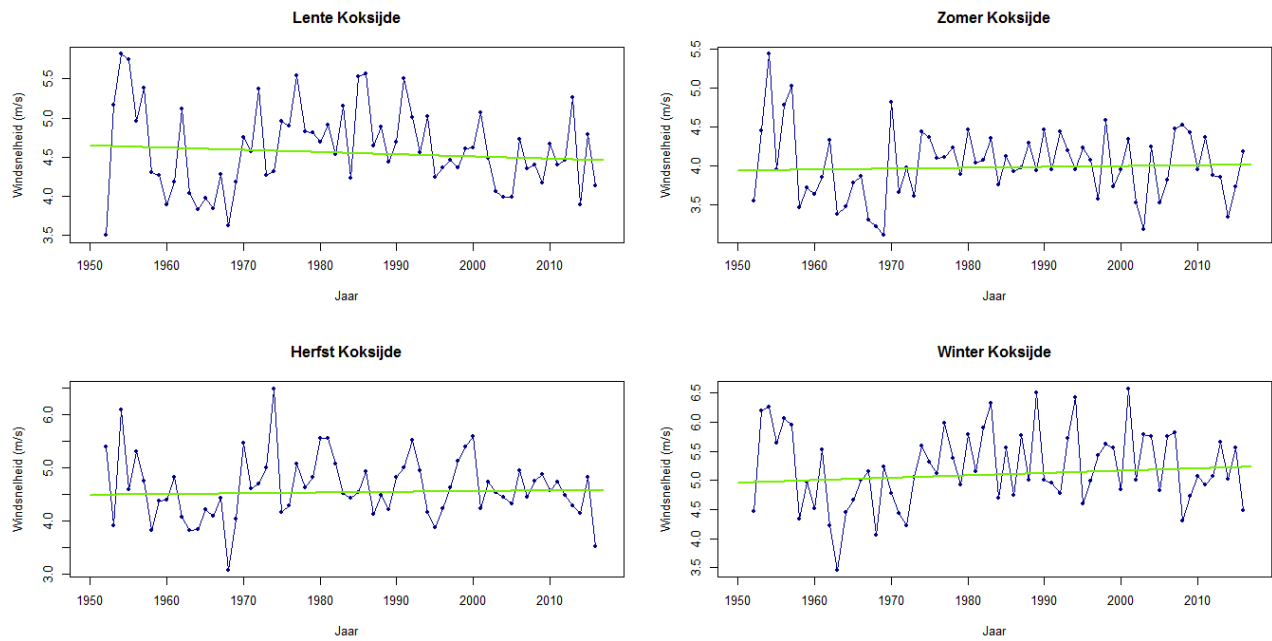 Lente Koksijde
Windsnelheid (m/s)
5.5
5.0
4.5
4.0
3.5
1950 1960 1970 1980 1990 2000 2010
Jaar
Zomer Koksijde
Windsnelheid (m/s)
5.5
5.0
4.5
4.0
3.5
1950 1960 1970 1980 1990 2000 2010
Jaar
Herfst Koksijde
Windsnelheid (m/s)
6.0
5.0
4.0
3.0
1950 1960 1970 1980 1990 2000 2010
Jaar
Winter Koksijde
Windsnelheid (m/s)
6.5
6.0
5.5
5.0
4.5
4.0
3.5
1950 1960 1970 1980 1990 2000 2010
Jaar